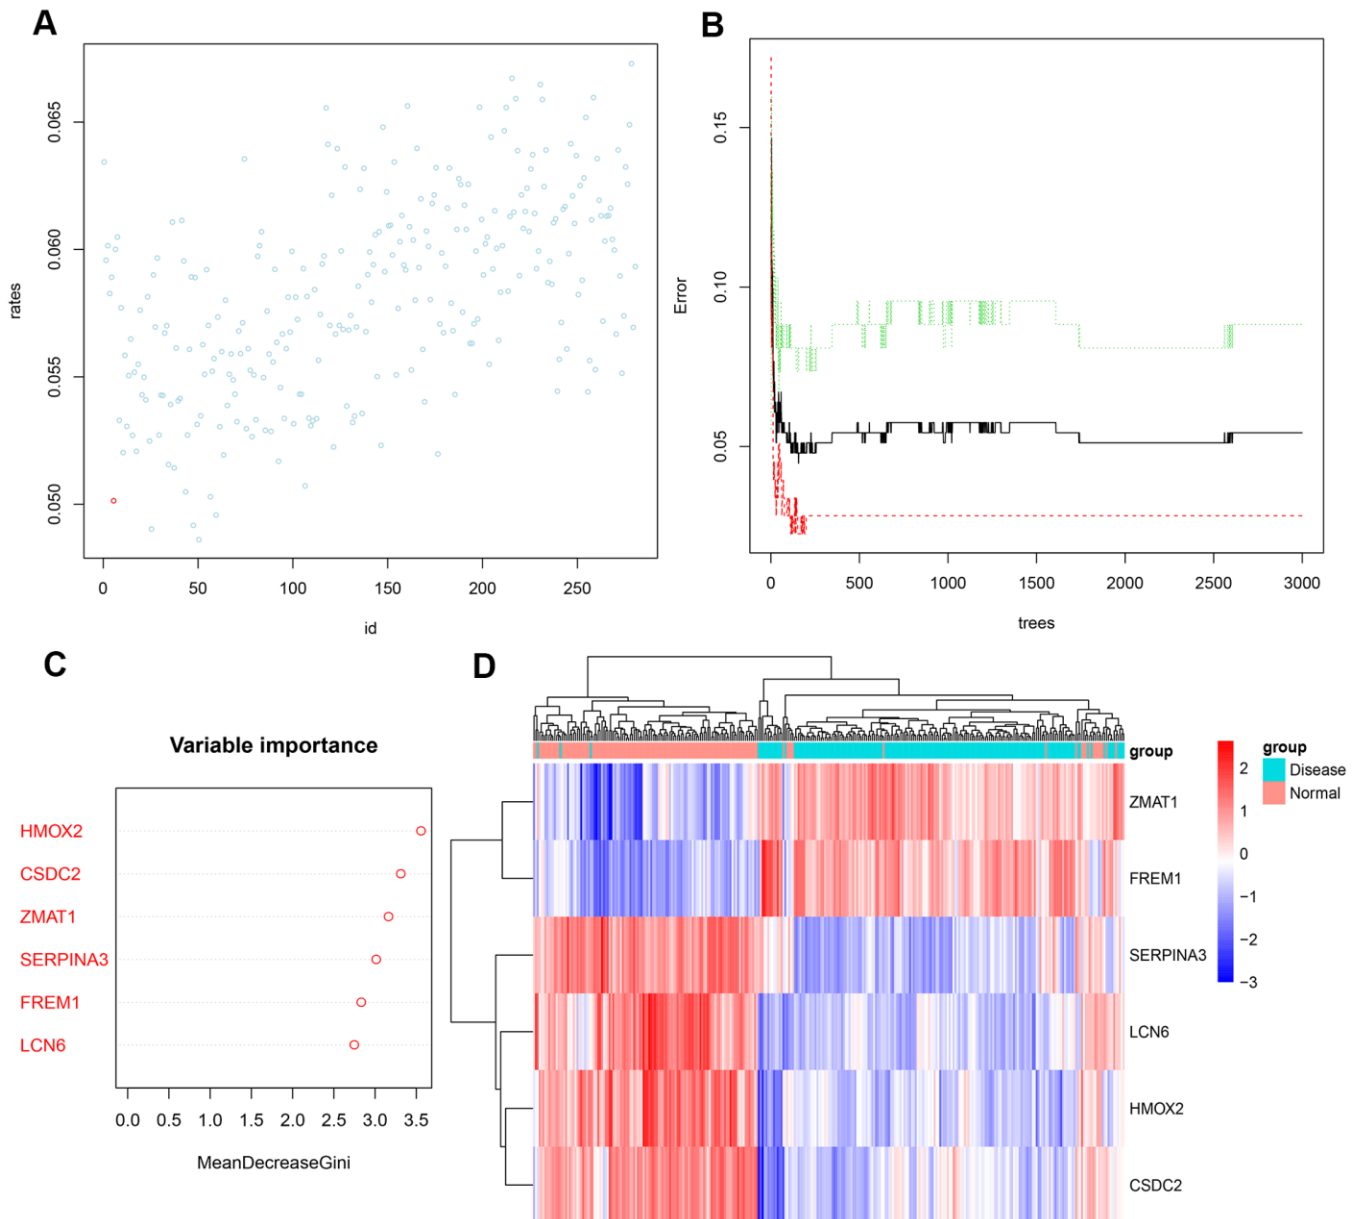 A
rates
0.065
0.060
0.055
0.050
0
50
100
150
200
250
id
B
Error
0.15
0.10
0.05
0
500
1000
1500
2000
2500
3000
trees
C
Variable importance
HMOX2
CSDC2
ZMAT1
SERPINA3
FREM1
LCN6
0.0
0.5
1.0
1.5
2.0
2.5
3.0
3.5
MeanDecreaseGini
D
group
ZMAT1
FREM1
SERPINA3
LCN6
HMOX2
CSDC2
2
1
0
−1
−2
−3
group
Disease
Normal